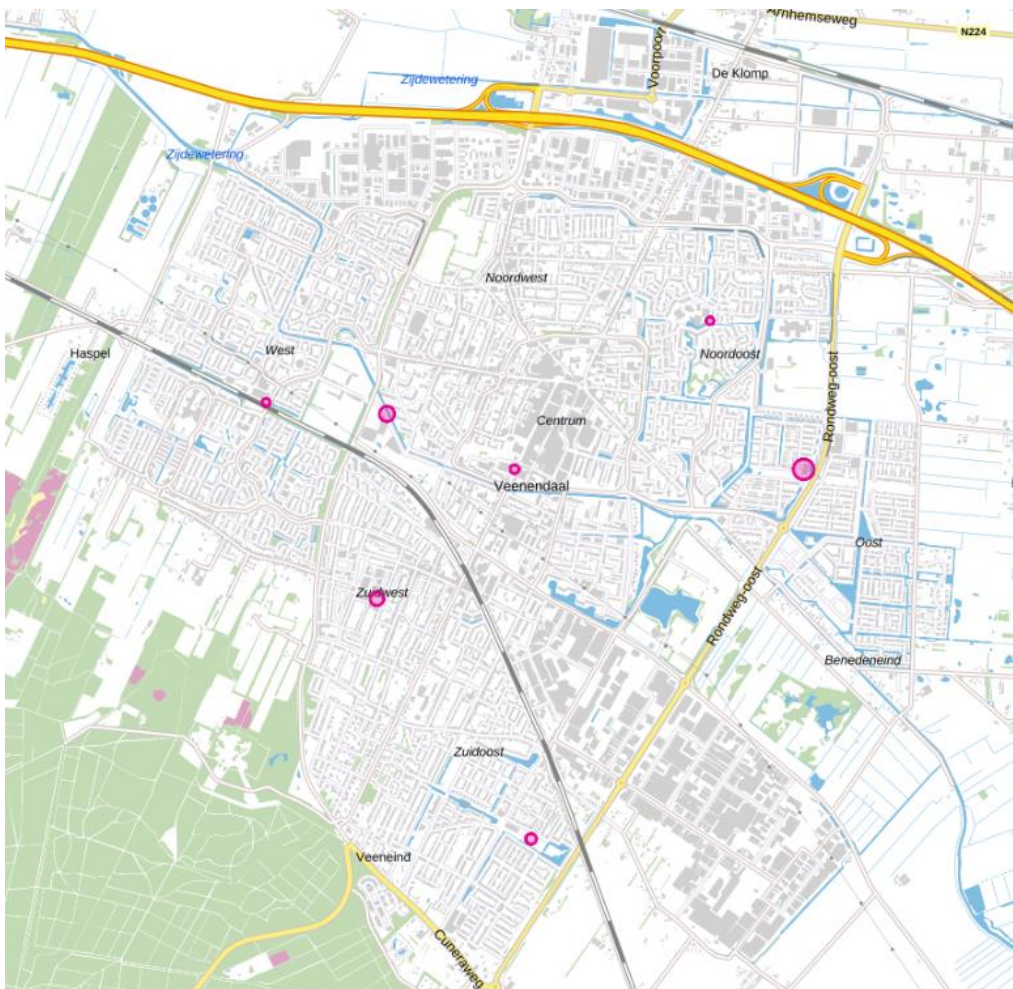 Arnhemseweg
N224
Voorpoort
De Klomp
Zijdewetering
Zijdewetering
Noordwest
West
Haspel
Noordoost
Rondweg-oost
Centrum
Veenendaal
Oost
Zuidwest
Rondweg-oost
Benedeneind
Zuidoost
Veeneind
Cuneraweg